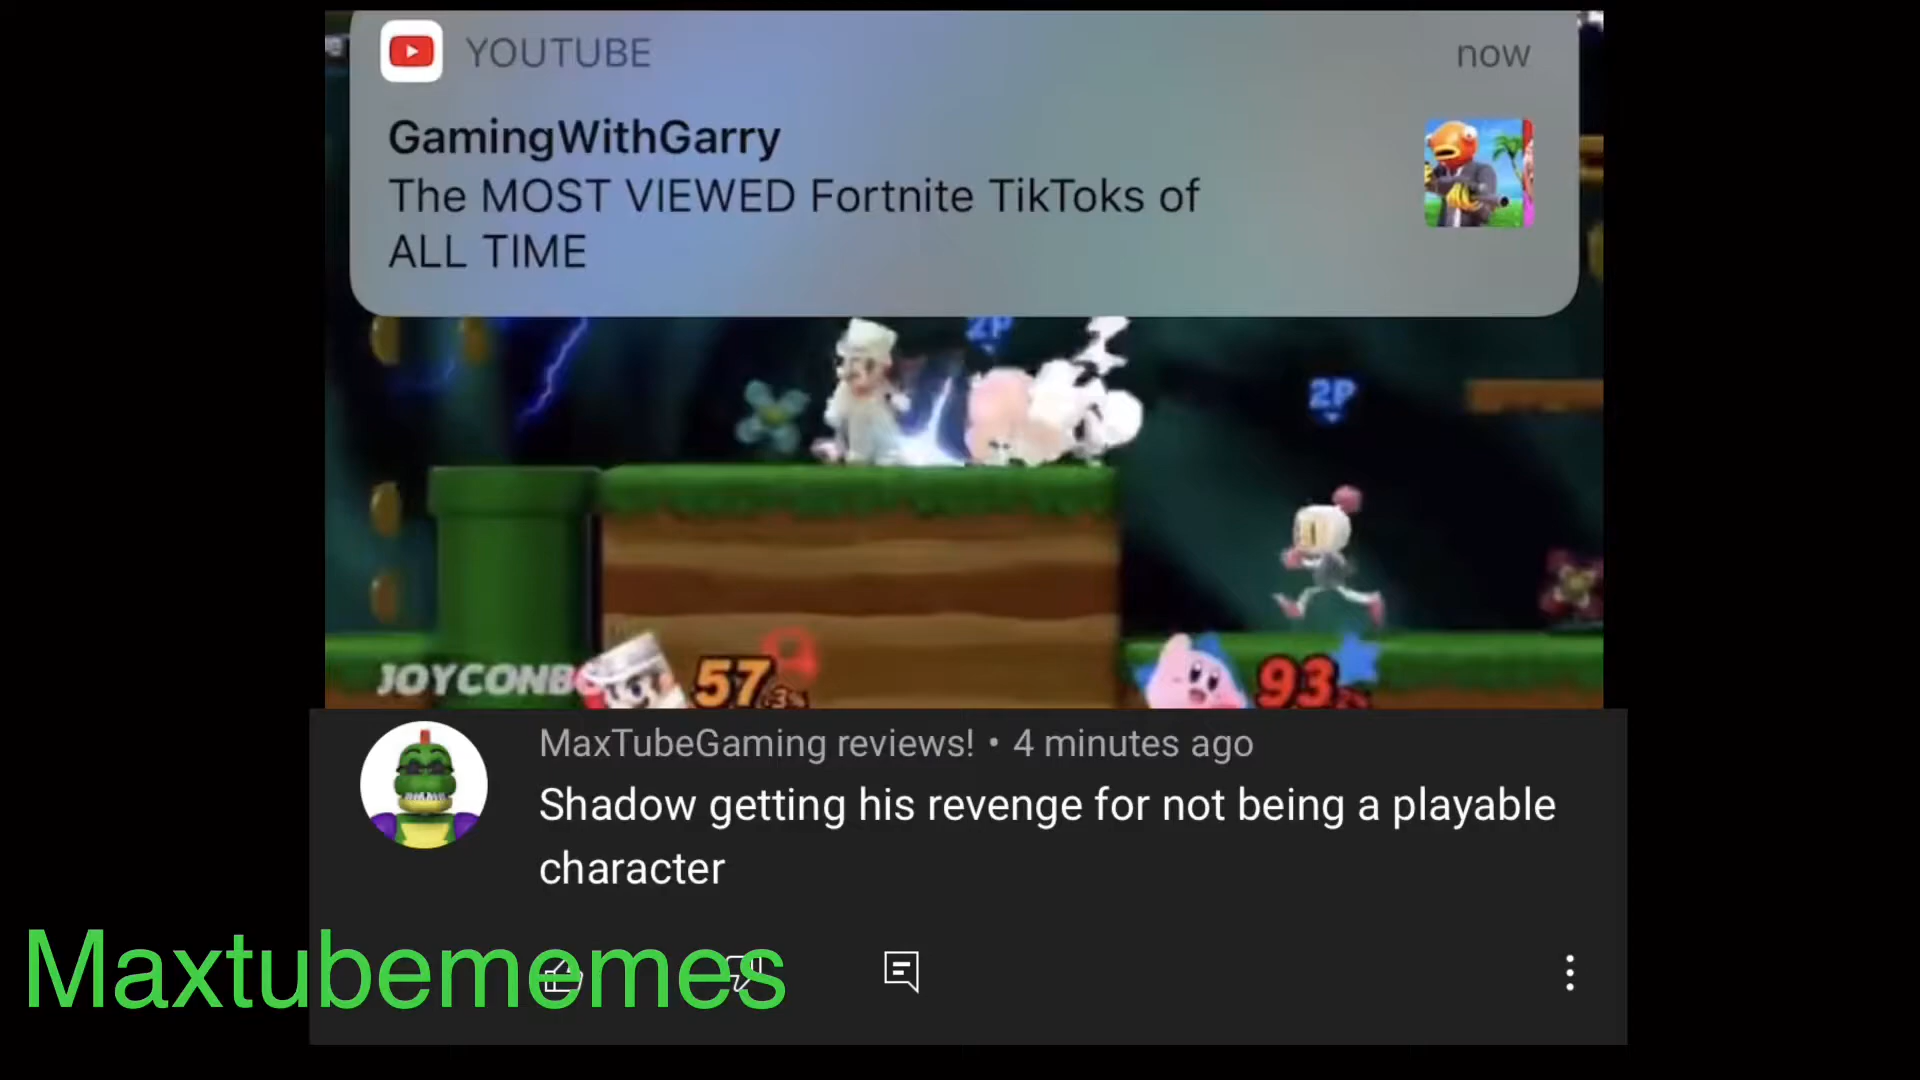 YOUTUBE
now
GamingWithGarry
The MOST VIEWED Fortnite TikToks of
ALL TIME
2P
2P
JOYCONB
57
93
MaxTubeGaming reviews! • 4 minutes ago
Shadow getting his revenge for not being a playable
character
Maxtubememes